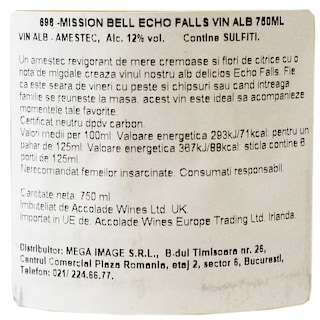 698 -MISSION BELL ECHO FALLS VIN ALB 750ML
VIN ALB - AMESTEC, Alc. 12% vol. Contine SULFITI.
Un amestec revigorant de mere cremoase si flori de citrice cu o
nota de migdale creaza vinul nostru alb delicios Echo Falls. Fie
ca este seara de vineri cu peste si chipsuri sau cand intreaga
familie se reuneste la masa. acest vin este ideal sa acompanieze
momentele tale favorite.
Certificat neutru dpdv carbon.
Valori medii per 100ml: Valoare energetica 293kJ/71kcal: pentru un
pahar de 125ml. Valoare energetica 367kJ/88kcal: sticla contine 6
portii de 125ml.
Nerecomandat femeilor insarcinate. Consumati responsabil.
Cantitate neta: 750 ml
Imbuteliat de Accolade Wines Ltd. UK.
Importat in UE de: Accolade Wines Europe Trading Ltd. Irlanda.
Distribuitor: MEGA IMAGE S.R.L., B-dul Timisoara nr. 26,
Centrul Comercial Plaza Romania, etaj 2, sector 6, Bucuresti,
Telefon: 021/ 224.66.77.